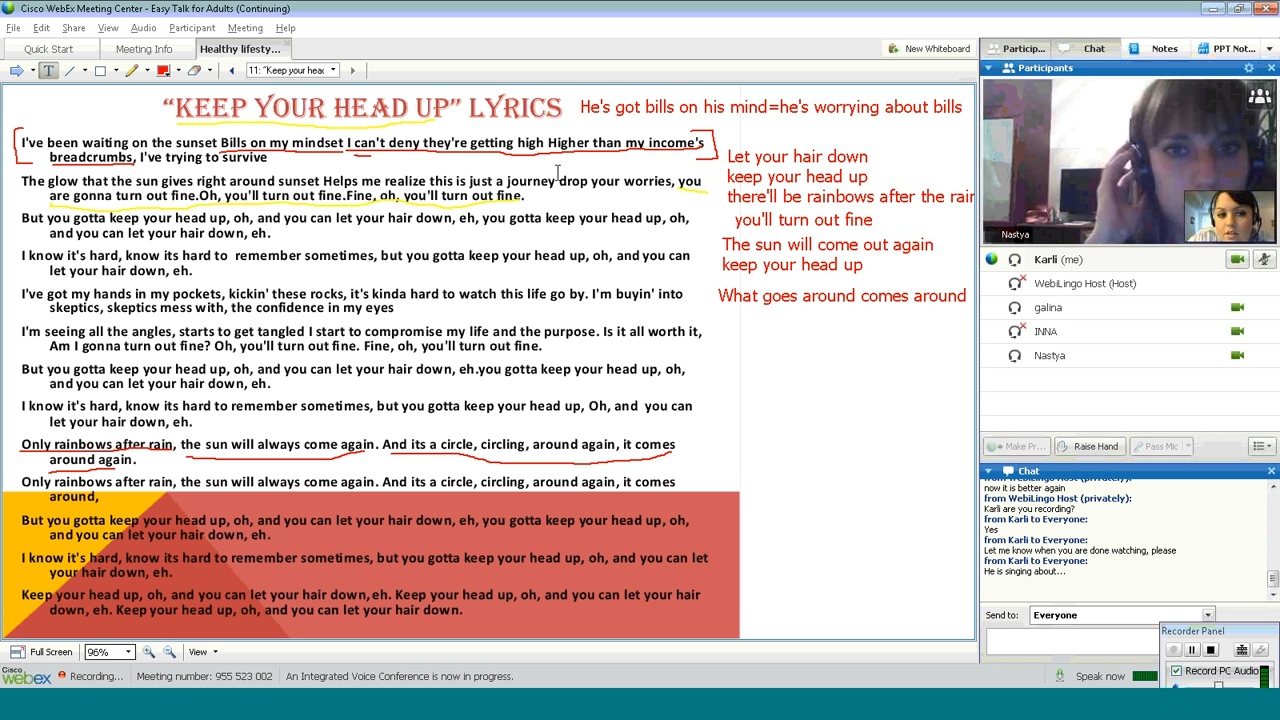 Cisco WebEx Meeting Center - Easy Talk for Adults (Continuing)
File Edit Share View Audio Participant Meeting Help
Quick Start Meeting Info Healthy lifesty... New Whiteboard
Particip... Chat Notes PPT Not...
T 11: "Keep your head
Participants
"KEEP YOUR HEAD UP" LYRICS
He's got bills on his mind=he's worrying about bills
I've been waiting on the sunset Bills on my mindset I can't deny they're getting high Higher than my income's
breadcrumbs, I've trying to survive
The glow that the sun gives right around sunset Helps me realize this is just a journey drop your worries, you
are gonna turn out fine.Oh, you'll turn out fine.Fine, oh, you'll turn out fine.
But you gotta keep your head up, oh, and you can let your hair down, eh, you gotta keep your head up, oh,
and you can let your hair down, eh.
I know it's hard, know its hard to remember sometimes, but you gotta keep your head up, oh, and you can
let your hair down, eh.
I've got my hands in my pockets, kickin' these rocks, it's kinda hard to watch this life go by. I'm buyin' into
skeptics, skeptics mess with, the confidence in my eyes
I'm seeing all the angles, starts to get tangled I start to compromise my life and the purpose. Is it all worth it,
Am I gonna turn out fine? Oh, you'll turn out fine. Fine, oh, you'll turn out fine.
But you gotta keep your head up, oh, and you can let your hair down, eh.you gotta keep your head up, oh,
and you can let your hair down, eh.
I know it's hard, know its hard to remember sometimes, but you gotta keep your head up, Oh, and you can
let your hair down, eh.
Only rainbows after rain, the sun will always come again. And its a circle, circling, around again, it comes
around again.
Only rainbows after rain, the sun will always come again. And its a circle, circling, around again, it comes
around,
But you gotta keep your head up, oh, and you can let your hair down, eh, you gotta keep your head up, oh,
and you can let your hair down, eh.
I know it's hard, know its hard to remember sometimes, but you gotta keep your head up, oh, and you can let
your hair down, eh.
Keep your head up, oh, and you can let your hair down, eh. Keep your head up, oh, and you can let your hair
down, eh. Keep your head up, oh, and you can let your hair down.
Let your hair down
keep your head up
there'll be rainbows after the rain
you'll turn out fine
The sun will come out again
keep your head up
What goes around comes around
Nastya
Karli (me)
WebiLingo Host (Host)
galina
INNA
Nastya
Make Pr... Raise Hand Pass Mic
Chat
from WebiLingo Host (privately):
now it is better again
from WebiLingo Host (privately):
Karli are you recording?
from Karli to Everyone:
Yes
from Karli to Everyone:
Let me know when you are done watching, please
from Karli to Everyone:
He is singing about...
Send to: Everyone
Recorder Panel
Record PC Audio
Full Screen 96% View
Cisco webex Recording... Meeting number: 955 523 002 An Integrated Voice Conference is now in progress. Speak now